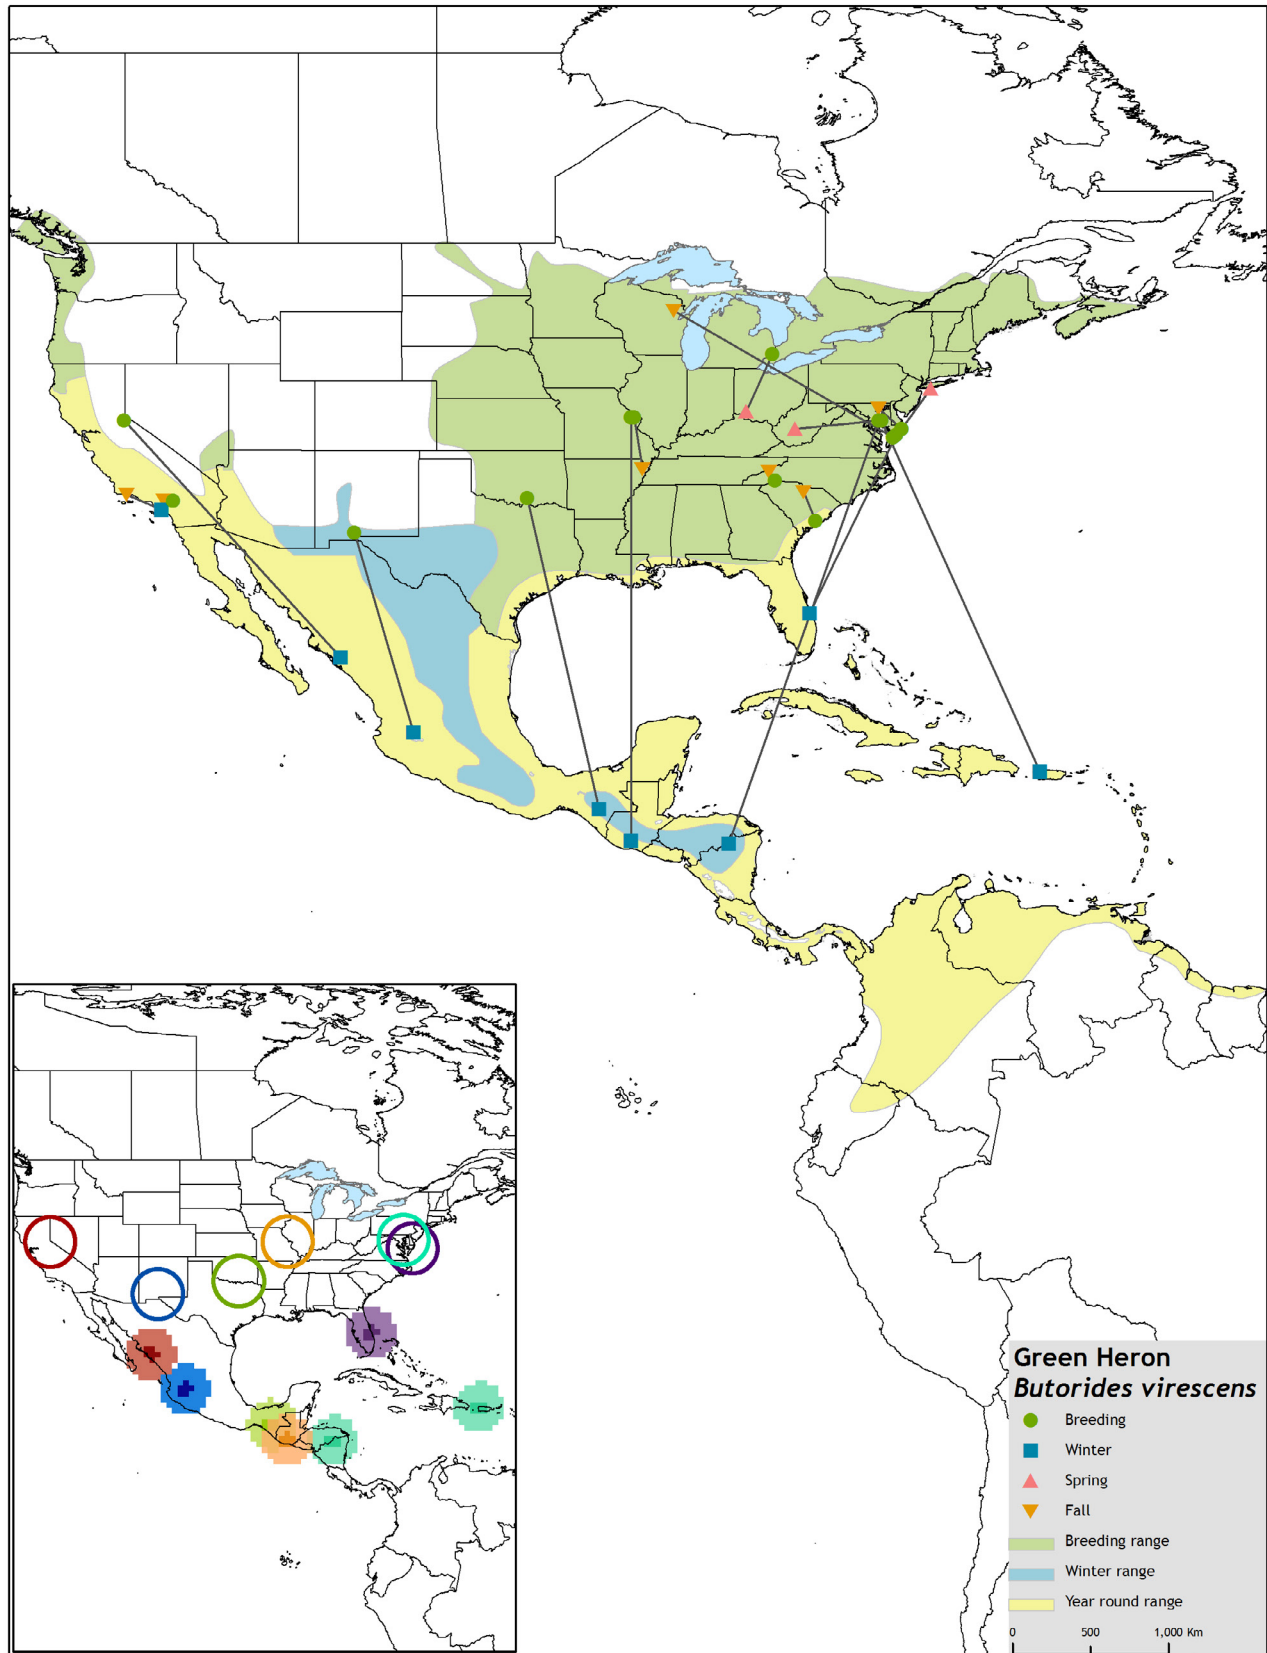 Green Heron
Butorides virescens
Breeding
Winter
Spring
Fall
Breeding range
Winter range
Year round range
0 500 1,000 Km